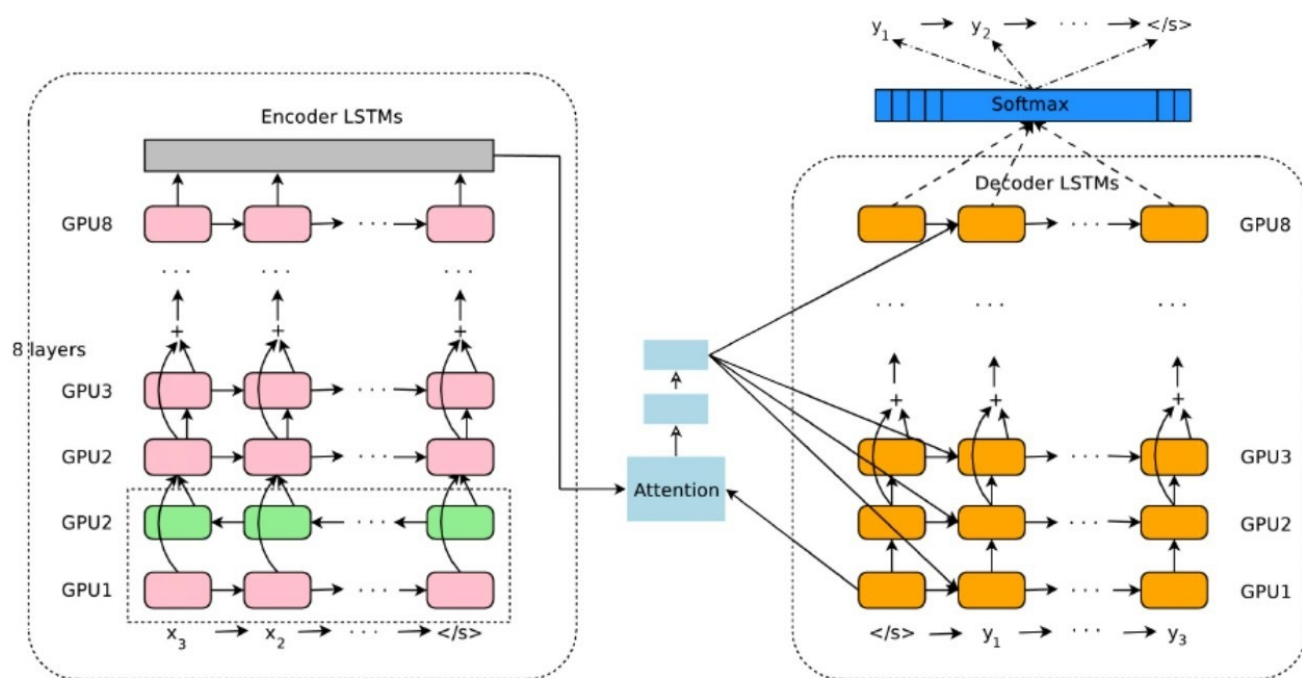 y1 y2 ... </s>
Softmax
Encoder LSTMs
Decoder LSTMs
GPU8
GPU8
... ... ...
... ... ...
+ + +
8 layers
+ + +
GPU3 ...
... GPU3
GPU2 ...
Attention
GPU2 ...
... GPU2
GPU1 ...
... GPU1
x3 x2 ... </s>
</s> y1 ... y3